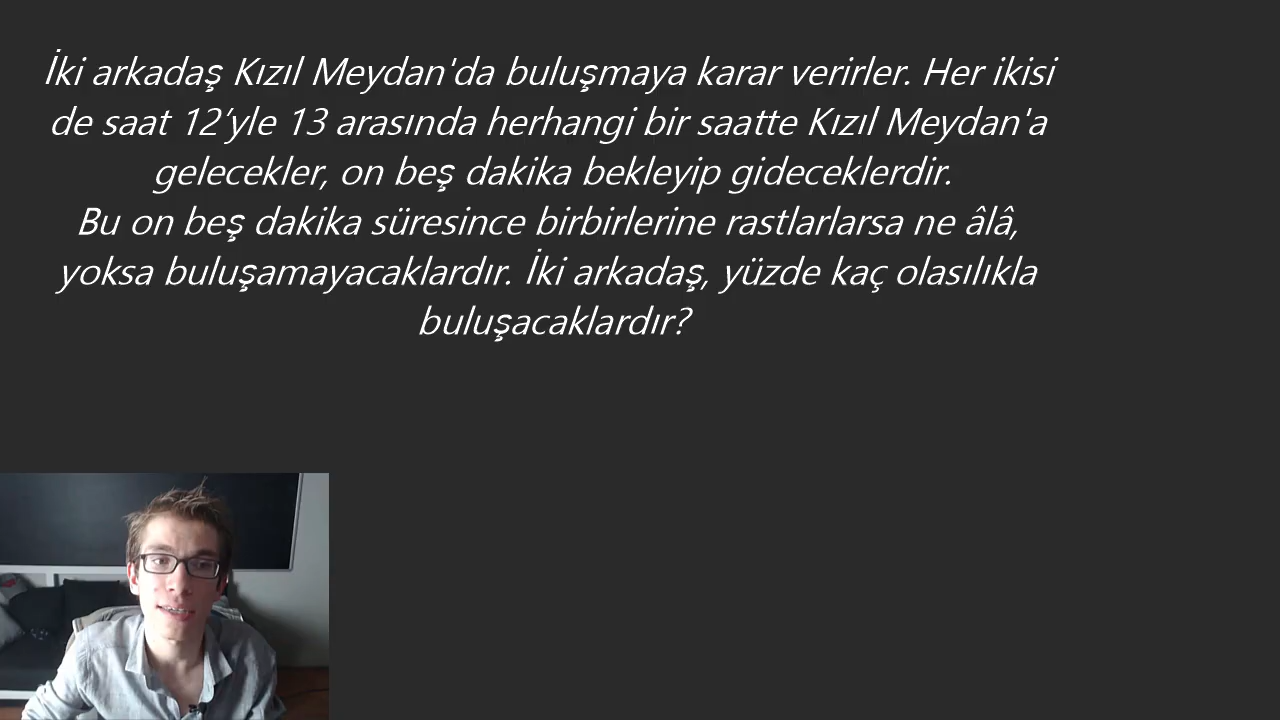 İki arkadaş Kızıl Meydan'da buluşmaya karar verirler. Her ikisi
de saat 12’yle 13 arasında herhangi bir saatte Kızıl Meydan'a
gelecekler, on beş dakika bekleyip gideceklerdir.
Bu on beş dakika süresince birbirlerine rastlarlarsa ne âlâ,
yoksa buluşamayacaklardır. İki arkadaş, yüzde kaç olasılıkla
buluşacaklardır?